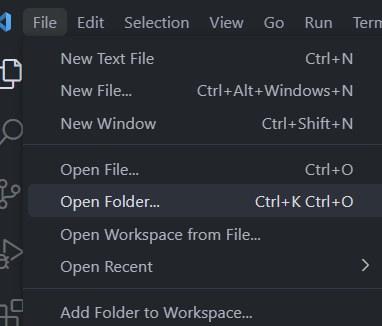 File Edit Selection View Go Run Term
New Text File Ctrl+N
New File... Ctrl+Alt+Windows+N
New Window Ctrl+Shift+N
Open File... Ctrl+O
Open Folder... Ctrl+K Ctrl+O
Open Workspace from File...
Open Recent
Add Folder to Workspace...